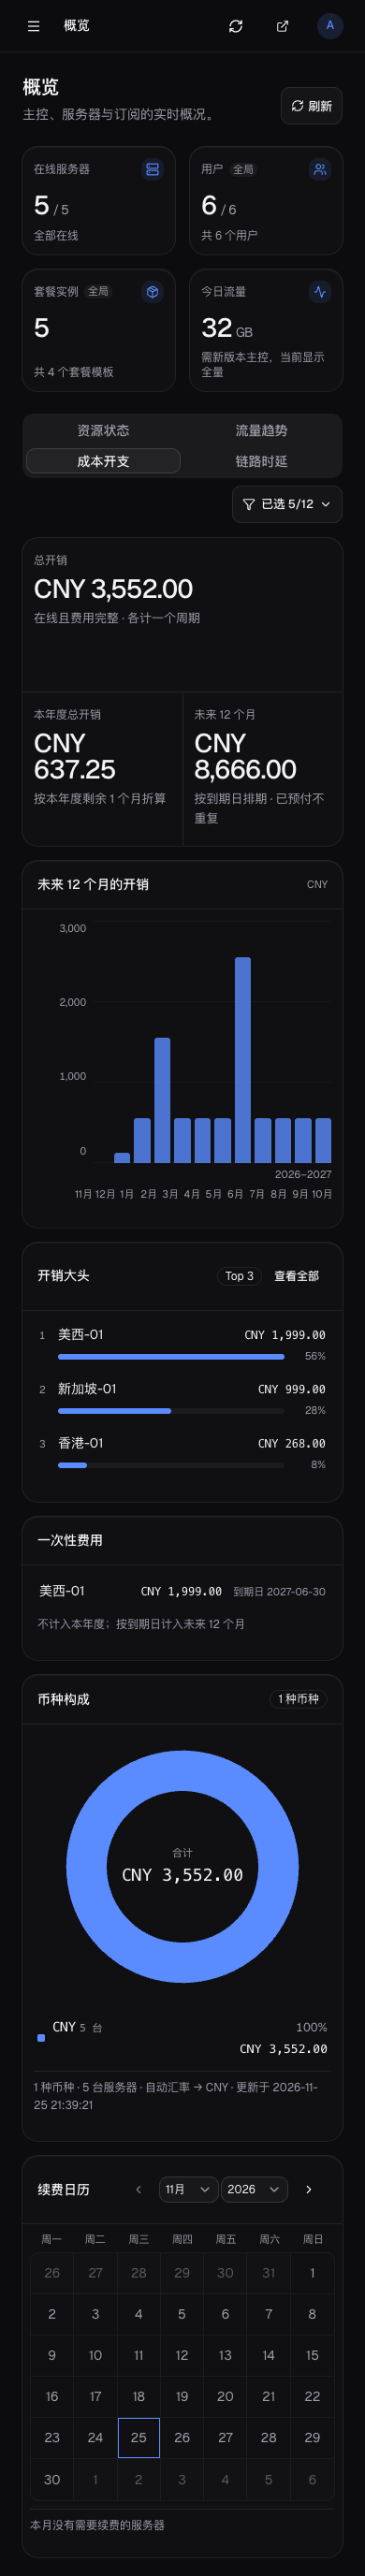 概览
A
概览
主控、服务器与订阅的实时概况。
刷新
在线服务器
5 / 5
全部在线
用户 全局
6 / 6
共 6 个用户
套餐实例 全局
5
共 4 个套餐模板
今日流量
32 GB
需新版本主控，当前显示
全量
资源状态
流量趋势
成本开支
链路时延
已选 5/12
总开销
CNY 3,552.00
在线且费用完整 · 各计一个周期
本年度总开销
CNY
637.25
按本年度剩余 1 个月折算
未来 12 个月
CNY
8,666.00
按到期日排期 · 已预付不
重复
未来 12 个月的开销
CNY
3,000
2,000
1,000
0
2026–2027
11月 12月 1月 2月 3月 4月 5月 6月 7月 8月 9月 10月
开销大头
Top 3
查看全部
1 美西-01 CNY 1,999.00
56%
2 新加坡-01 CNY 999.00
28%
3 香港-01 CNY 268.00
8%
一次性费用
美西-01 CNY 1,999.00 到期日 2027-06-30
不计入本年度；按到期日计入未来 12 个月
币种构成
1 种币种
合计
CNY 3,552.00
CNY 5 台 100%
CNY 3,552.00
1 种币种 · 5 台服务器 · 自动汇率 → CNY · 更新于 2026-11-
25 21:39:21
续费日历
11月
2026
周一 周二 周三 周四 周五 周六 周日
26 27 28 29 30 31 1
2 3 4 5 6 7 8
9 10 11 12 13 14 15
16 17 18 19 20 21 22
23 24 25 26 27 28 29
30 1 2 3 4 5 6
本月没有需要续费的服务器